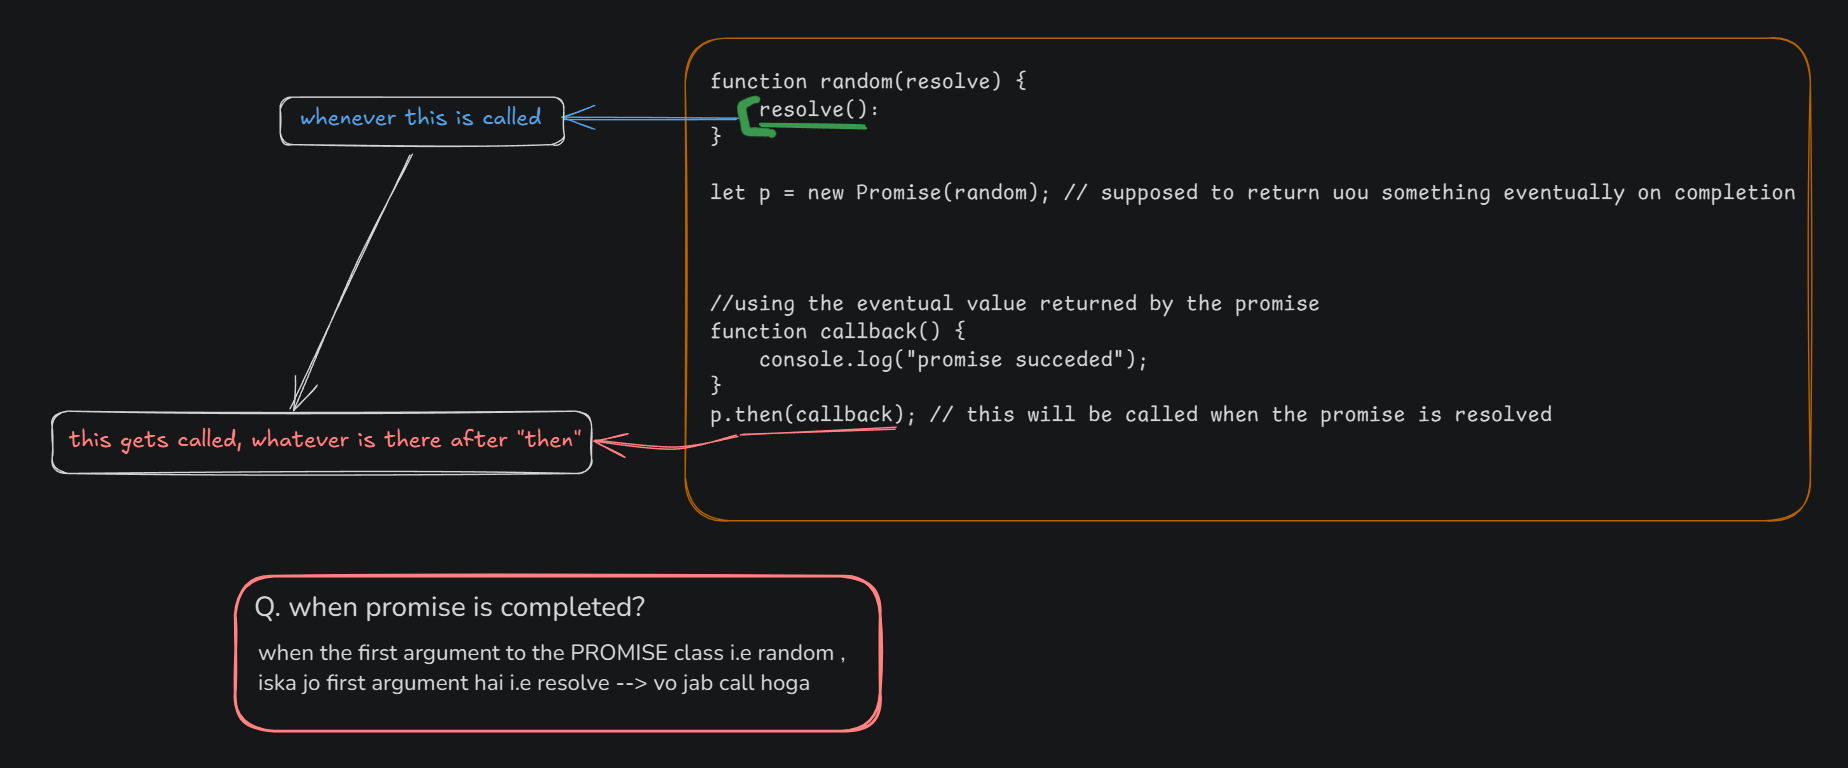 function random(resolve) {
resolve():
}
whenever this is called
let p = new Promise(random); // supposed to return uou something eventually on completion
//using the eventual value returned by the promise
function callback() {
console.log("promise succeded");
}
p.then(callback); // this will be called when the promise is resolved
this gets called, whatever is there after "then"
Q. when promise is completed?
when the first argument to the PROMISE class i.e random ,
iska jo first argument hai i.e resolve --> vo jab call hoga